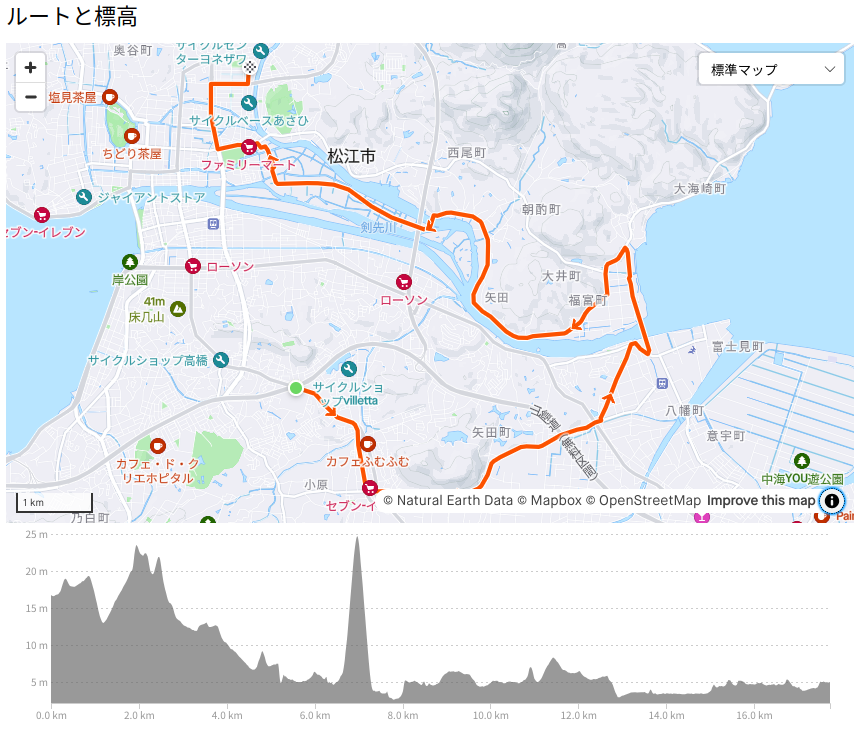 ルートと標高
奥谷町
サイクルセン
ターヨネザワ
標準マップ
塩見茶屋
サイクルベースあさひ
ちどり茶屋
ファミリーマート
松江市
西尾町
大海崎町
ジャイアントストア
セブン-イレブン
剣先川
朝酌町
岸公園
ローソン
大井町
41m
床几山
ローソン
矢田
福富町
サイクルショップ高橋
富士見町
サイクルショ
ップvilletta
山陰道(無料区間)
八幡町
矢田町
意宇町
カフェふむふむ
カフェ・ド・ク
リエホピタル
小原
中海YOU遊公園
1 km
セブン-イ
© Natural Earth Data © Mapbox © OpenStreetMap Improve this map
乃白町
Pain
25 m
20 m
15 m
10 m
5 m
0.0 km
2.0 km
4.0 km
6.0 km
8.0 km
10.0 km
12.0 km
14.0 km
16.0 km